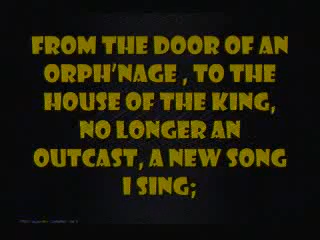 FROM THE DOOR OF AN
ORPH'NAGE , TO THE
HOUSE OF THE KING,
NO LONGER AN
OUTCAST, A NEW SONG
I SING;